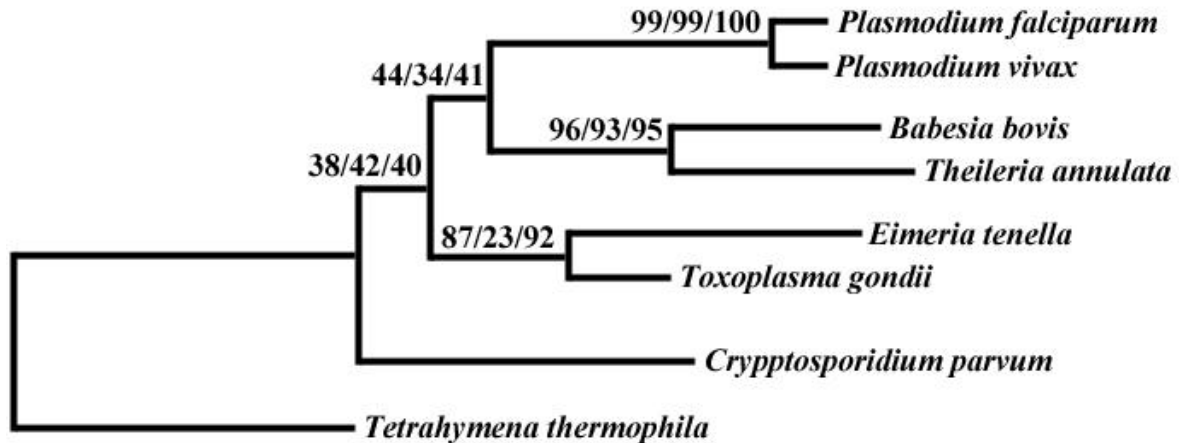 99/99/100
Plasmodium falciparum
Plasmodium vivax
44/34/41
96/93/95
Babesia bovis
Theileria annulata
38/42/40
87/23/92
Eimeria tenella
Toxoplasma gondii
Crypptosporidium parvum
Tetrahymena thermophila